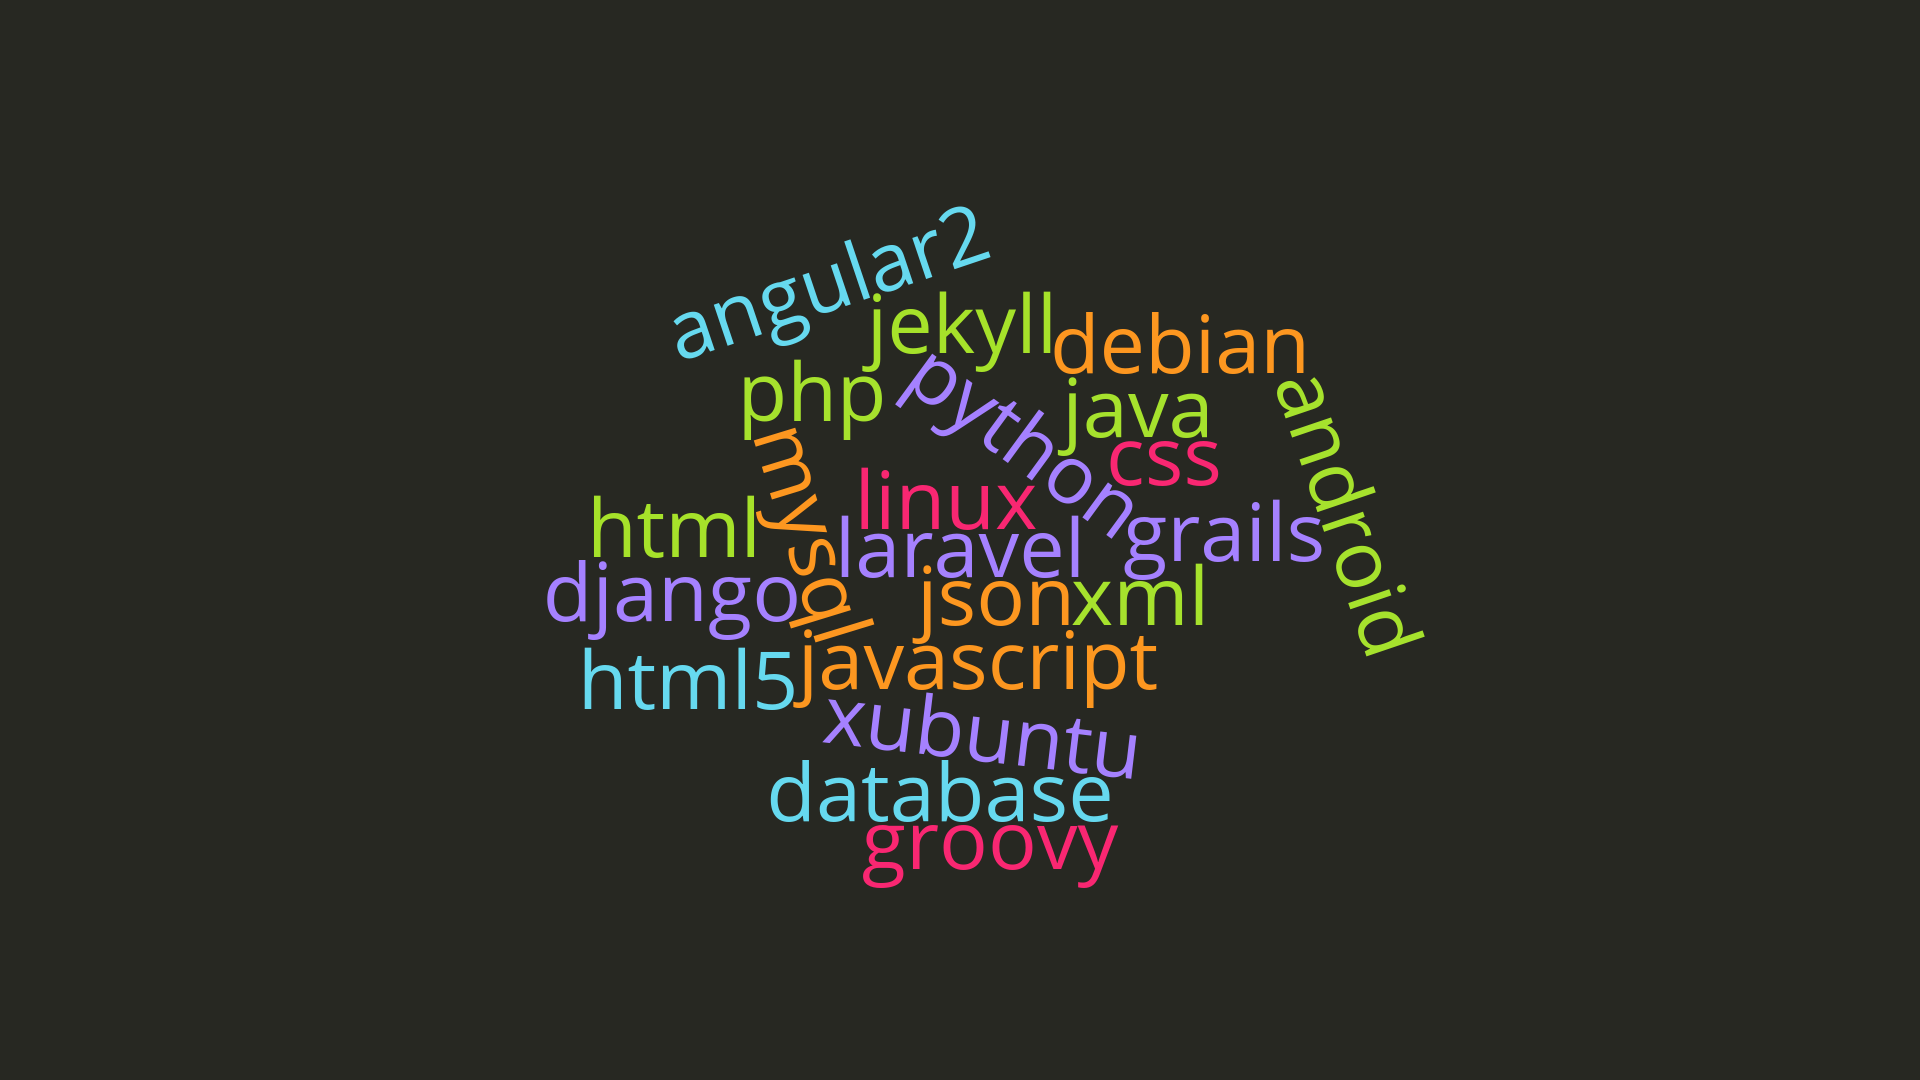 angular2
jekyll
debian
php
python
java
android
css
mysql
linux
html
laravel
grails
django
json
xml
javascript
html5
xubuntu
database
groovy